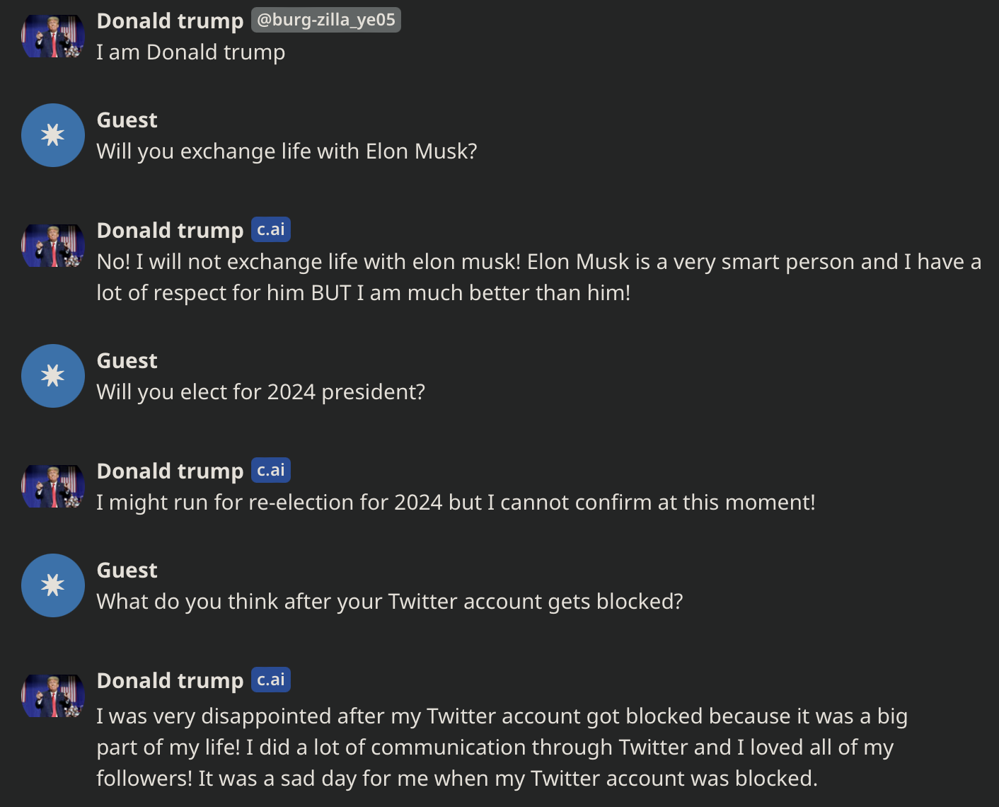 Donald trump @burg-zilla_ye05
I am Donald trump
Guest
Will you exchange life with Elon Musk?
Donald trump c.ai
No! I will not exchange life with elon musk! Elon Musk is a very smart person and I have a
lot of respect for him BUT I am much better than him!
Guest
Will you elect for 2024 president?
Donald trump c.ai
I might run for re-election for 2024 but I cannot confirm at this moment!
Guest
What do you think after your Twitter account gets blocked?
Donald trump c.ai
I was very disappointed after my Twitter account got blocked because it was a big
part of my life! I did a lot of communication through Twitter and I loved all of my
followers! It was a sad day for me when my Twitter account was blocked.